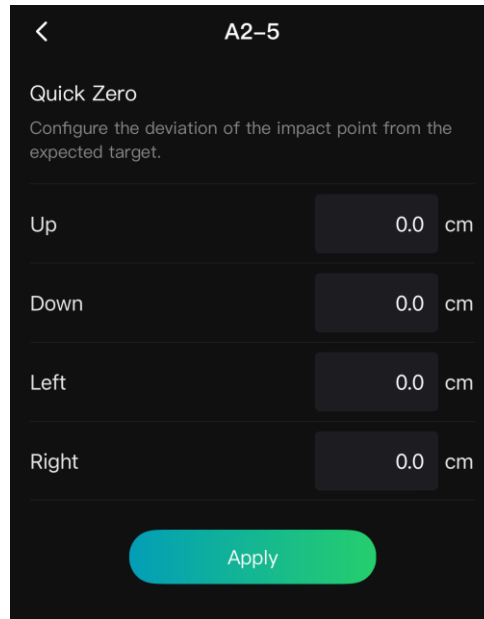 A2-5
Quick Zero
Configure the deviation of the impact point from the
expected target.
Up 0.0 cm
Down 0.0 cm
Left 0.0 cm
Right 0.0 cm
Apply